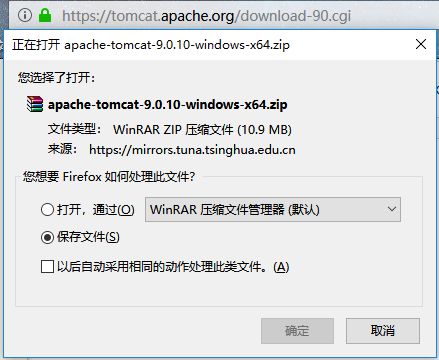 https://tomcat.apache.org/download-90.cgi
正在打开 apache-tomcat-9.0.10-windows-x64.zip
您选择了打开：
apache-tomcat-9.0.10-windows-x64.zip
文件类型： WinRAR ZIP 压缩文件 (10.9 MB)
来源： https://mirrors.tuna.tsinghua.edu.cn
您想要 Firefox 如何处理此文件？
打开，通过(O) WinRAR 压缩文件管理器 (默认)
保存文件(S)
以后自动采用相同的动作处理此类文件。(A)
确定 取消